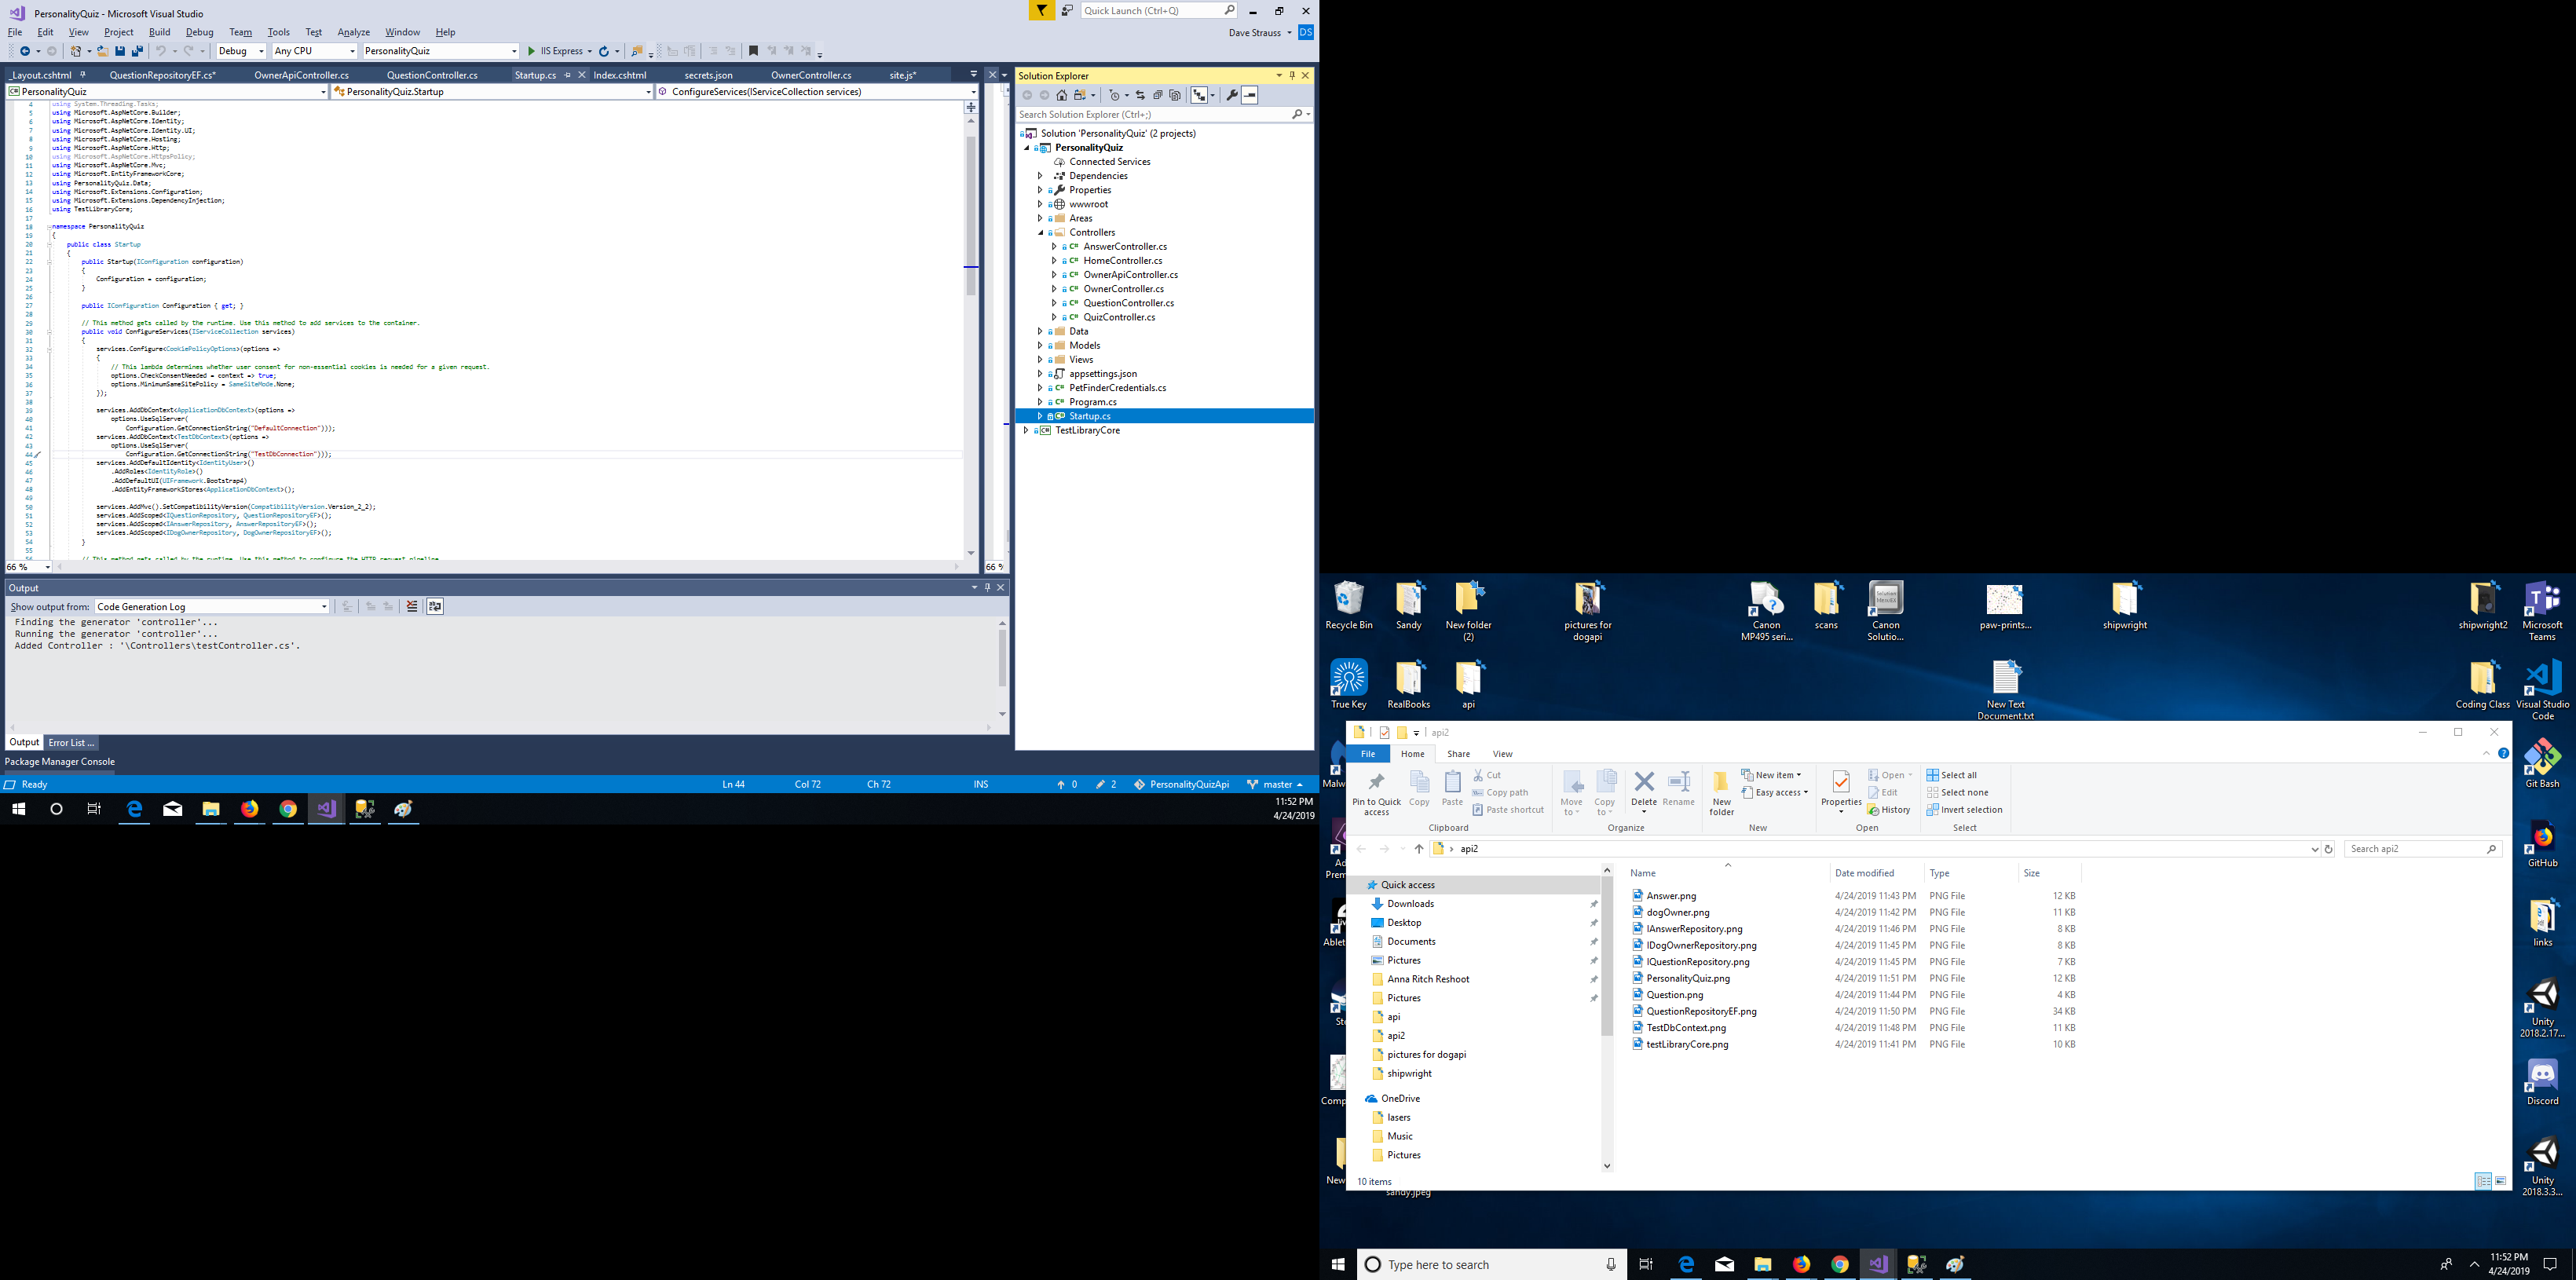 PersonalityQuiz - Microsoft Visual Studio
Quick Launch (Ctrl+Q)
File Edit View Project Build Debug Team Tools Test Analyze Window Help
Dave Strauss DS
Debug Any CPU PersonalityQuiz IIS Express
_Layout.cshtml QuestionRepositoryEF.cs* OwnerApiController.cs QuestionController.cs Startup.cs Index.cshtml secrets.json OwnerController.cs site.js*
PersonalityQuiz PersonalityQuiz.Startup ConfigureServices(IServiceCollection services)
4 using System.Threading.Tasks;
5 using Microsoft.AspNetCore.Builder;
6 using Microsoft.AspNetCore.Identity;
7 using Microsoft.AspNetCore.Identity.UI;
8 using Microsoft.AspNetCore.Hosting;
9 using Microsoft.AspNetCore.Http;
10 using Microsoft.AspNetCore.HttpsPolicy;
11 using Microsoft.AspNetCore.Mvc;
12 using Microsoft.EntityFrameworkCore;
13 using PersonalityQuiz.Data;
14 using Microsoft.Extensions.Configuration;
15 using Microsoft.Extensions.DependencyInjection;
16 using TestLibraryCore;
17
18 namespace PersonalityQuiz
19 {
20 public class Startup
21 {
22 public Startup(IConfiguration configuration)
23 {
24 Configuration = configuration;
25 }
26
27 public IConfiguration Configuration { get; }
28
29 // This method gets called by the runtime. Use this method to add services to the container.
30 public void ConfigureServices(IServiceCollection services)
31 {
32 services.Configure<CookiePolicyOptions>(options =>
33 {
34 // This lambda determines whether user consent for non-essential cookies is needed for a given request.
35 options.CheckConsentNeeded = context => true;
36 options.MinimumSameSitePolicy = SameSiteMode.None;
37 });
38
39 services.AddDbContext<ApplicationDbContext>(options =>
40 options.UseSqlServer(
41 Configuration.GetConnectionString("DefaultConnection")));
42 services.AddDbContext<TestDbContext>(options =>
43 options.UseSqlServer(
44 Configuration.GetConnectionString("TestDbConnection")));
45 services.AddDefaultIdentity<IdentityUser>()
46 .AddRoles<IdentityRole>()
47 .AddDefaultUI(UIFramework.Bootstrap4)
48 .AddEntityFrameworkStores<ApplicationDbContext>();
49
50 services.AddMvc().SetCompatibilityVersion(CompatibilityVersion.Version_2_2);
51 services.AddScoped<IQuestionRepository, QuestionRepositoryEF>();
52 services.AddScoped<IAnswerRepository, AnswerRepositoryEF>();
53 services.AddScoped<IDogOwnerRepository, DogOwnerRepositoryEF>();
54 }
55
56 // This method gets called by the runtime. Use this method to configure the HTTP request pipeline
66 %
66 %
Solution Explorer
Search Solution Explorer (Ctrl+;)
Solution 'PersonalityQuiz' (2 projects)
PersonalityQuiz
Connected Services
Dependencies
Properties
wwwroot
Areas
Controllers
C# AnswerController.cs
C# HomeController.cs
C# OwnerApiController.cs
C# OwnerController.cs
C# QuestionController.cs
C# QuizController.cs
Data
Models
Views
appsettings.json
C# PetFinderCredentials.cs
C# Program.cs
C# Startup.cs
C# TestLibraryCore
Output
Show output from: Code Generation Log
Finding the generator 'controller'...
Running the generator 'controller'...
Added Controller : '\Controllers\testController.cs'.
Output Error List ...
Package Manager Console
Ready Ln 44 Col 72 Ch 72 INS 0 2 PersonalityQuizApi master
11:52 PM
4/24/2019
Recycle Bin
Sandy
New folder (2)
pictures for dogapi
Canon MP495 seri...
scans
Canon Solutio...
paw-prints...
shipwright
shipwright2
Microsoft Teams
True Key
RealBooks
api
New Text Document.txt
Coding Class
Visual Studio Code
Malw
Ad
Prem
Ablet
Ste
Comp
New
sandy.jpeg
Git Bash
GitHub
links
Unity 2018.2.17...
Discord
Unity 2018.3.3...
api2
File Home Share View
Pin to Quick access
Copy
Paste
Cut
Copy path
Paste shortcut
Clipboard
Move to
Copy to
Delete
Rename
Organize
New folder
New item
Easy access
New
Properties
Open
Edit
History
Open
Select all
Select none
Invert selection
Select
api2
Search api2
Quick access
Downloads
Desktop
Documents
Pictures
Anna Ritch Reshoot
Pictures
api
api2
pictures for dogapi
shipwright
OneDrive
lasers
Music
Pictures
Name Date modified Type Size
Answer.png 4/24/2019 11:43 PM PNG File 12 KB
dogOwner.png 4/24/2019 11:42 PM PNG File 11 KB
IAnswerRepository.png 4/24/2019 11:46 PM PNG File 8 KB
IDogOwnerRepository.png 4/24/2019 11:45 PM PNG File 8 KB
IQuestionRepository.png 4/24/2019 11:45 PM PNG File 7 KB
PersonalityQuiz.png 4/24/2019 11:51 PM PNG File 12 KB
Question.png 4/24/2019 11:44 PM PNG File 4 KB
QuestionRepositoryEF.png 4/24/2019 11:50 PM PNG File 34 KB
TestDbContext.png 4/24/2019 11:48 PM PNG File 11 KB
testLibraryCore.png 4/24/2019 11:41 PM PNG File 10 KB
10 items
Type here to search
11:52 PM
4/24/2019